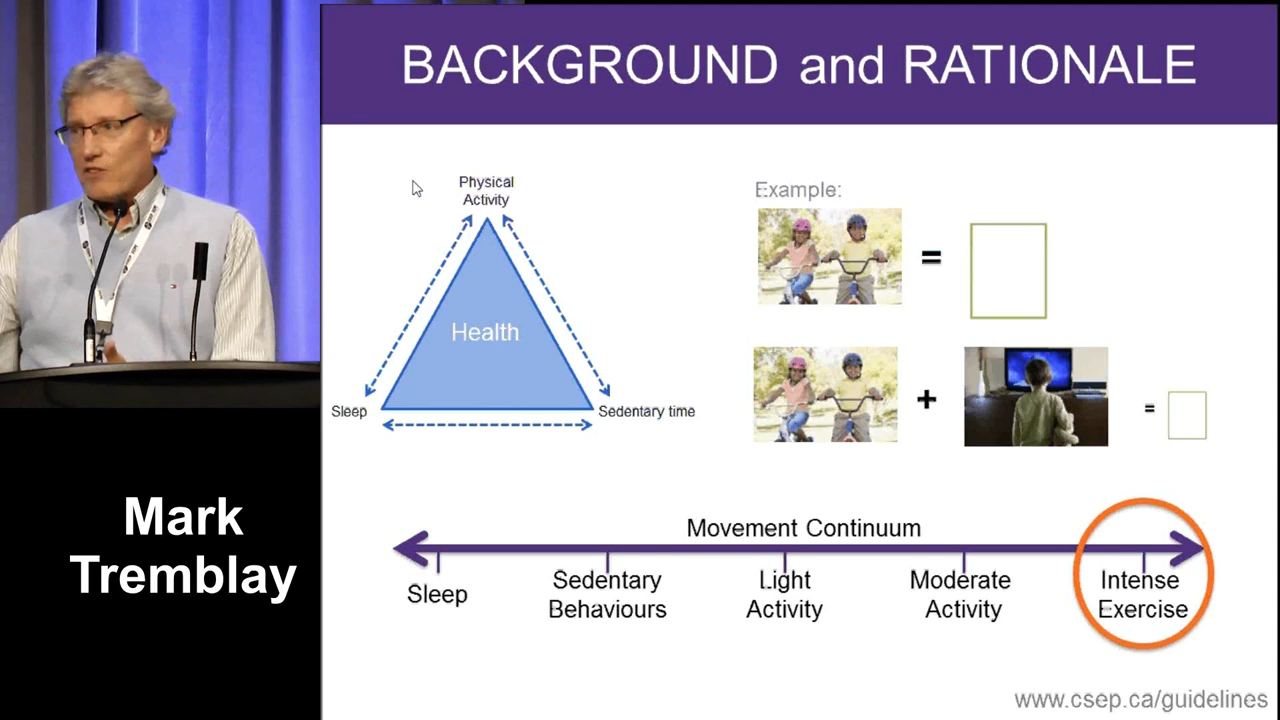 BACKGROUND and RATIONALE
Physical
Activity
Health
Sleep
Sedentary time
Example:
=
+
=
Mark
Tremblay
Movement Continuum
Sleep
Sedentary
Behaviours
Light
Activity
Moderate
Activity
Intense
Exercise
www.csep.ca/guidelines